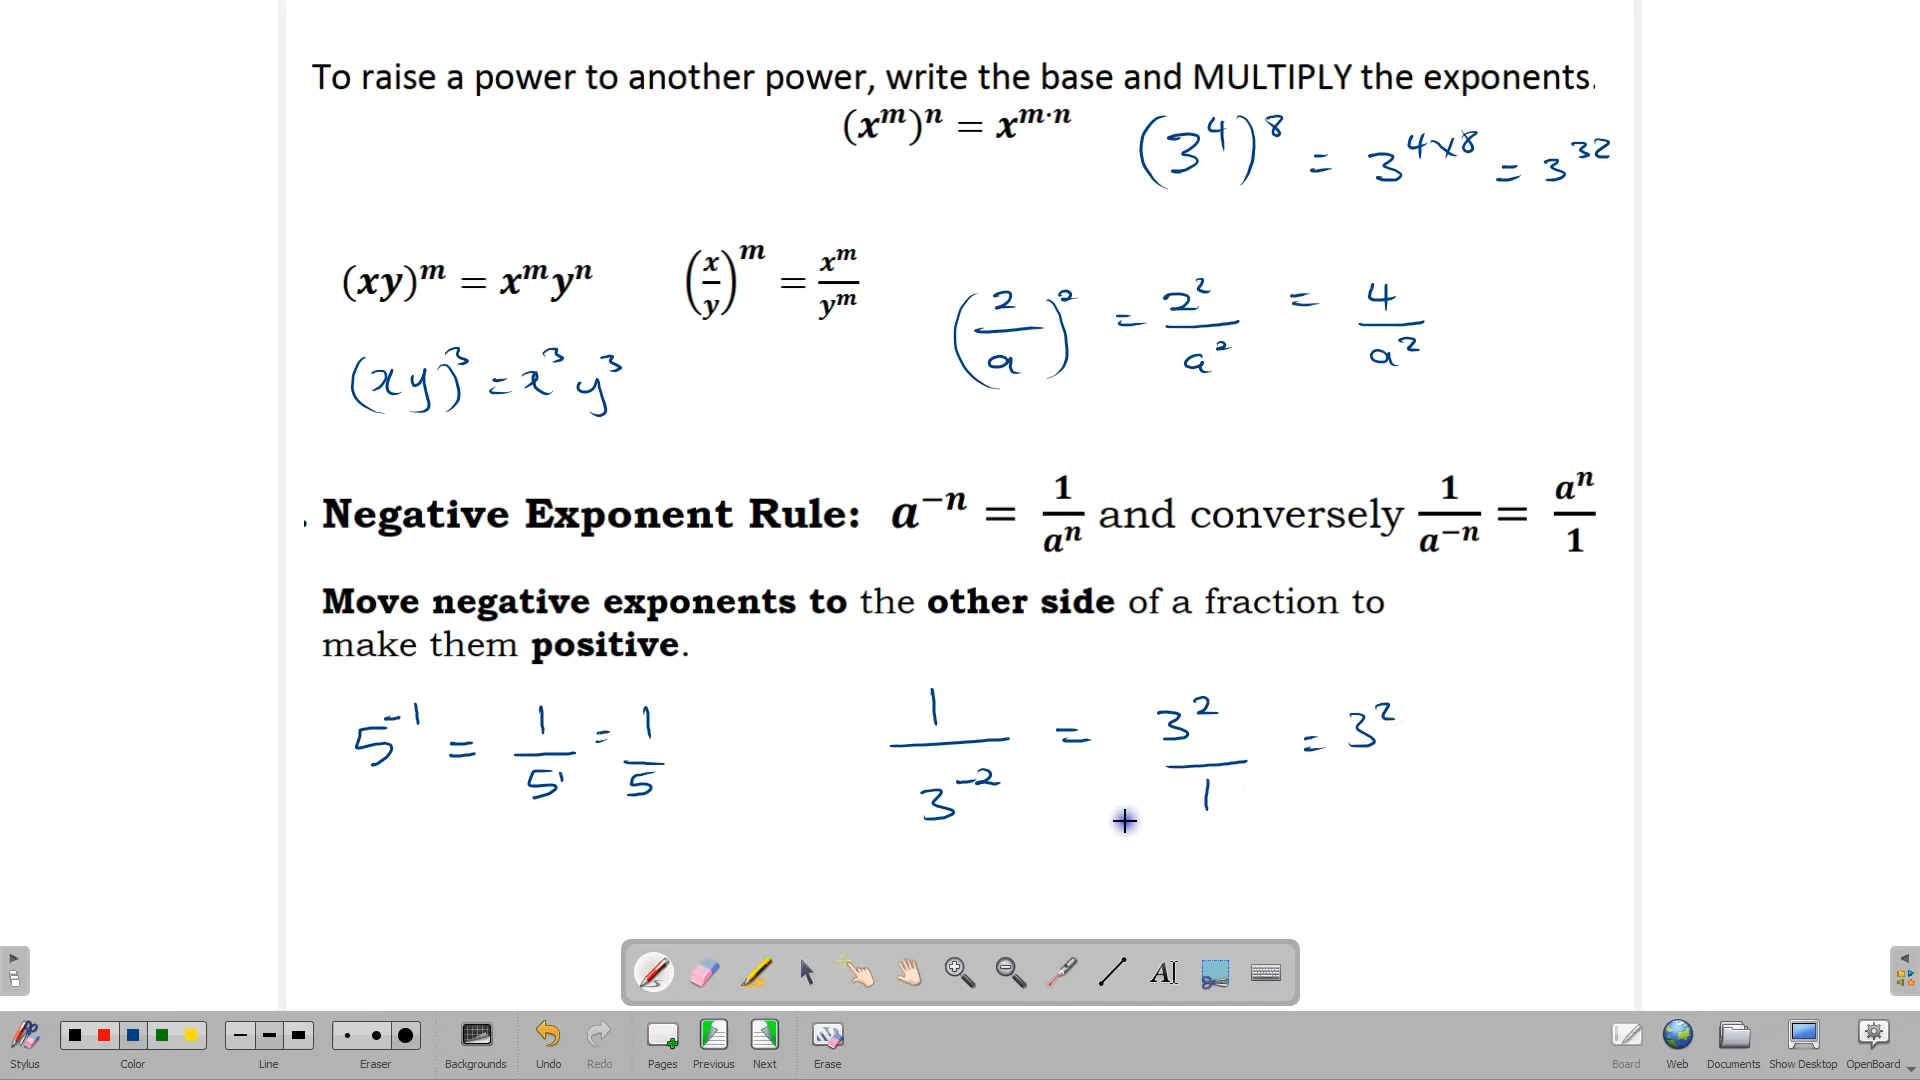 To raise a power to another power, write the base and MULTIPLY the exponents.
(x^m)^n = x^{m·n}
(3^4)^8 = 3^{4×8} = 3^{32}
(xy)^m = x^m y^n
(x/y)^m = x^m/y^m
(2/a)^2 = 2^2/a^2 = 4/a^2
(xy)^3 = x^3 y^3
. Negative Exponent Rule: a^{−n} = 1/a^n and conversely 1/a^{−n} = a^n/1
Move negative exponents to the other side of a fraction to
make them positive.
5^{-1} = 1/5^1 = 1/5
1/3^{-2} = 3^2/1 = 3^2
AI
Stylus
Color
Line
Eraser
Backgrounds
Undo
Redo
Pages
Previous
Next
Erase
Board
Web
Documents
Show Desktop
OpenBoard